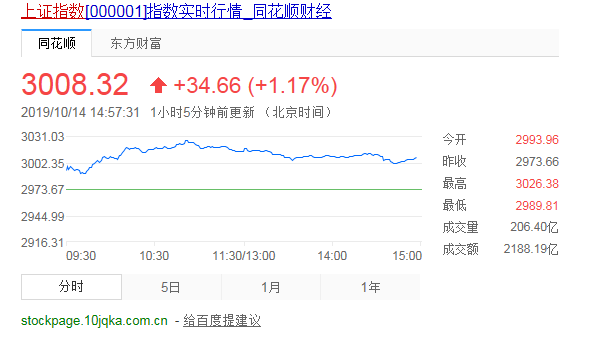 上证指数[000001]指数实时行情_同花顺财经
同花顺 东方财富
3008.32 +34.66 (+1.17%)
2019/10/14 14:57:31 1小时5分钟前更新 （北京时间）
3031.03
3002.35
2973.67
2944.99
2916.31
09:30 10:30 11:30/13:00 14:00 15:00
今开 2993.96
昨收 2973.66
最高 3026.38
最低 2989.81
成交量 206.40亿
成交额 2188.19亿
分时 5日 1月 1年
stockpage.10jqka.com.cn - 给百度提建议